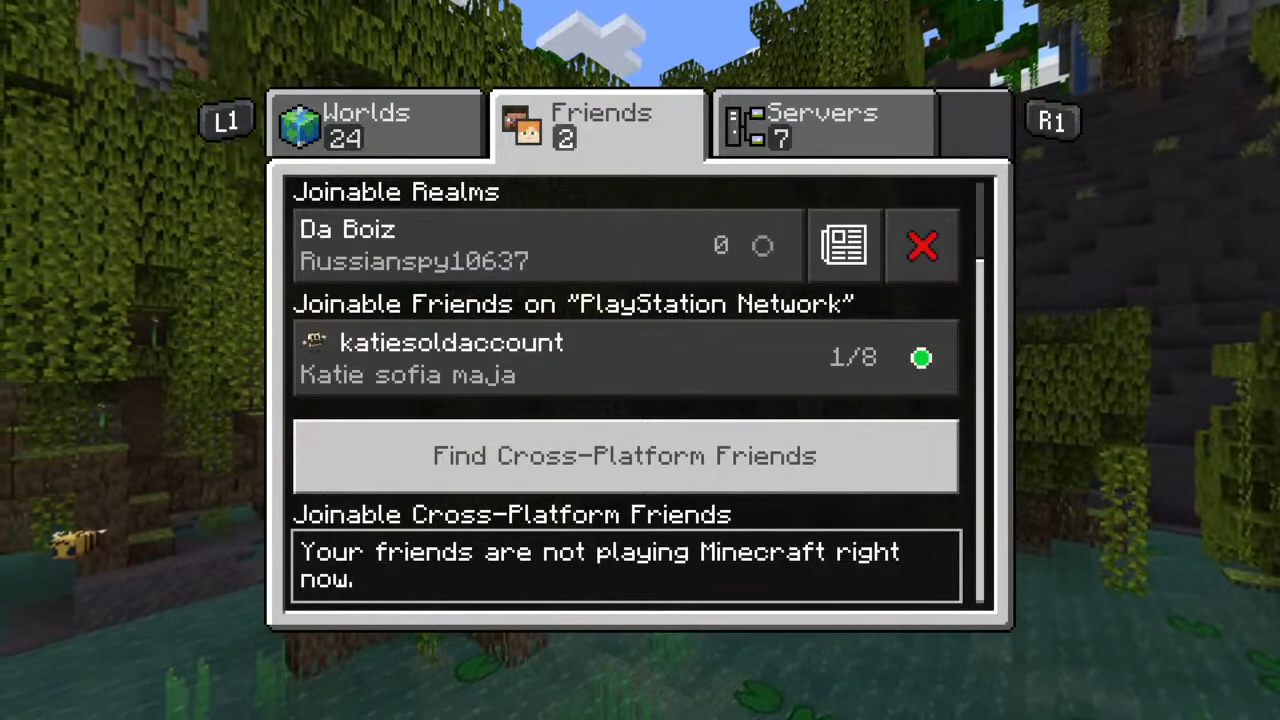 L1
Worlds
24
Friends
2
Servers
7
R1
Joinable Realms
Da Boiz
Russianspy10637
0
Joinable Friends on "PlayStation Network"
katiesoldaccount
Katie sofia maja
1/8
Find Cross-Platform Friends
Joinable Cross-Platform Friends
Your friends are not playing Minecraft right
now.